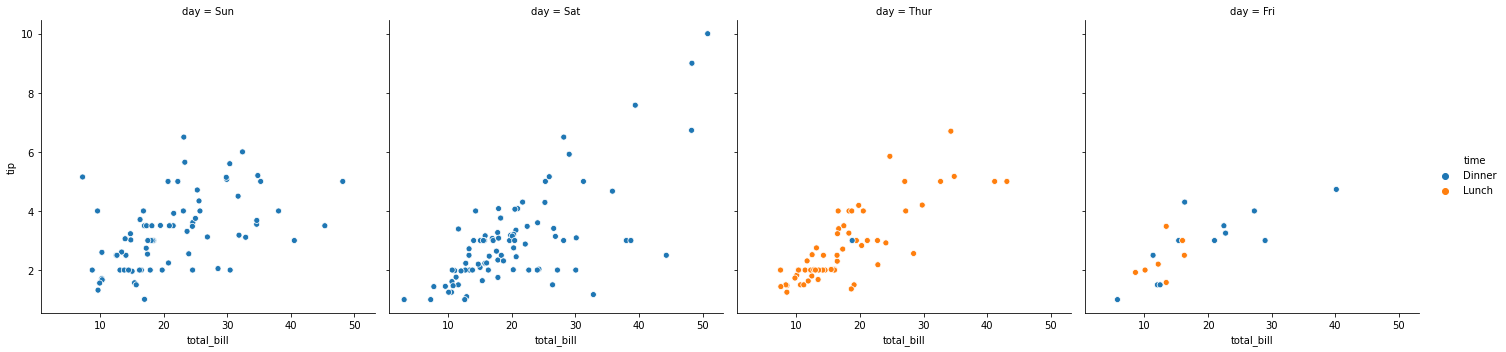 day = Sun
day = Sat
day = Thur
day = Fri
tip
10
8
6
4
2
10 20 30 40 50
10 20 30 40 50
10 20 30 40 50
10 20 30 40 50
total_bill
total_bill
total_bill
total_bill
time
Dinner
Lunch